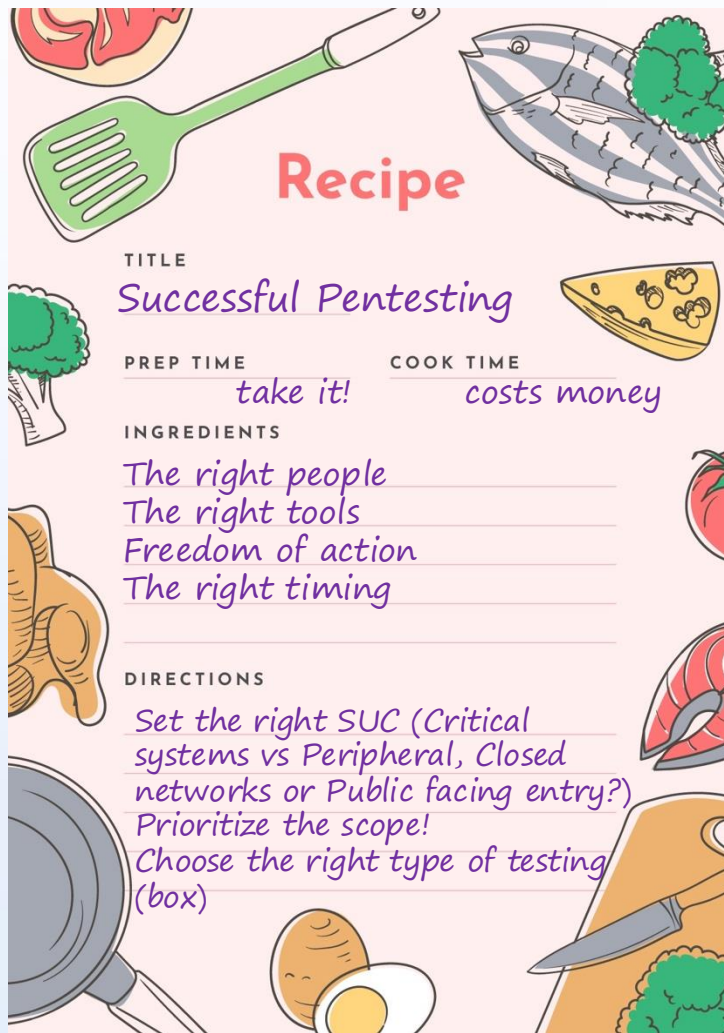 Recipe
TITLE
Successful Pentesting
PREP TIME
take it!
COOK TIME
costs money
INGREDIENTS
The right people
The right tools
Freedom of action
The right timing
DIRECTIONS
Set the right SUC (Critical
systems vs Peripheral, Closed
networks or Public facing entry?)
Prioritize the scope!
Choose the right type of testing
(box)